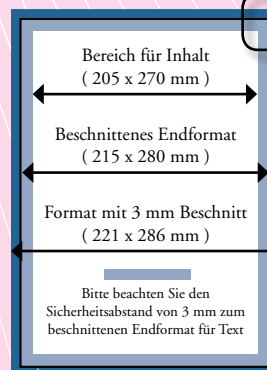 Bereich für Inhalt
( 205 x 270 mm )
Beschnittenes Endformat
( 215 x 280 mm )
Format mit 3 mm Beschnitt
( 221 x 286 mm )
Bitte beachten Sie den
Sicherheitsabstand von 3 mm zum
beschnittenen Endformat für Text